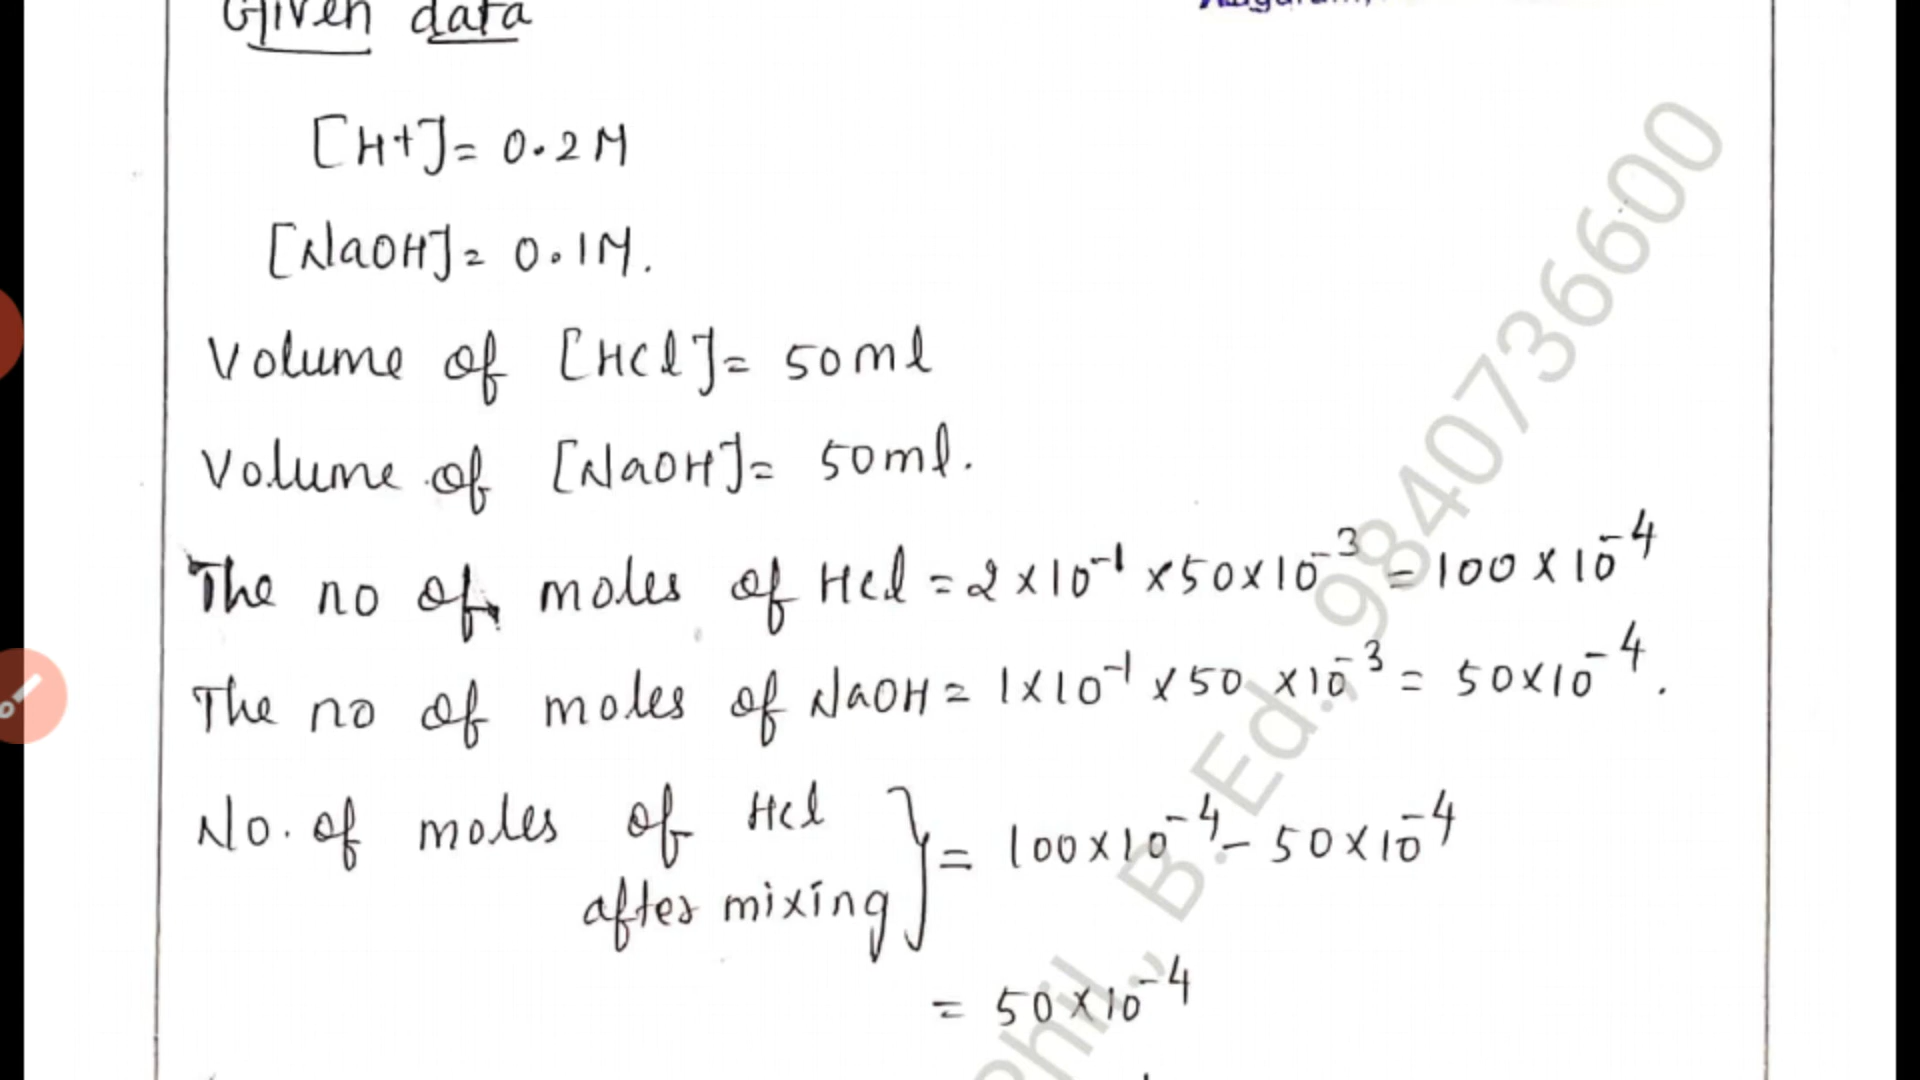 Given data
[H+]= 0.2M
[NaOH]= 0.1M.
Volume of [HCl]= 50ml
Volume of [NaOH]= 50ml.
The no of moles of Hcl = 2 × 10⁻¹ × 50 × 10⁻³ = 100 × 10⁻⁴
The no of moles of NaOH = 1 × 10⁻¹ × 50 × 10⁻³ = 50 × 10⁻⁴.
No. of moles of Hcl after mixing } = 100 × 10⁻⁴ - 50 × 10⁻⁴
= 50 × 10⁻⁴
Phil., B.Ed., 9840736600